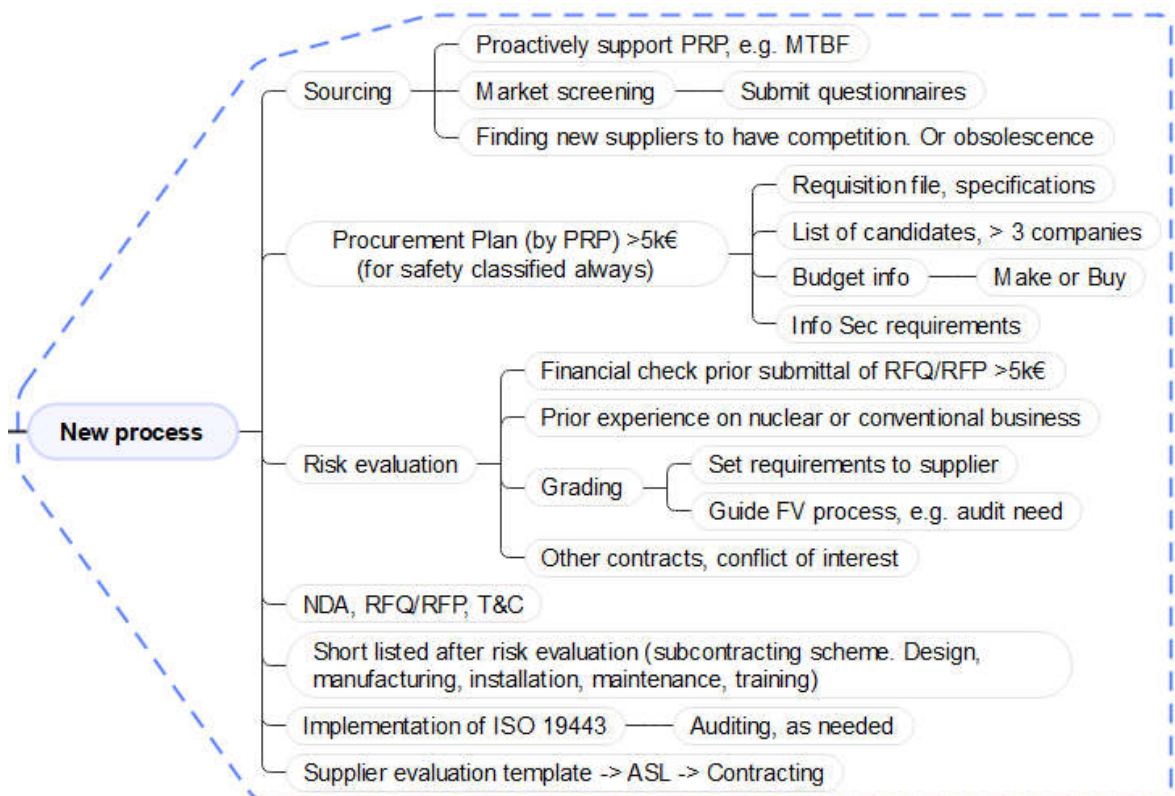 Proactively support PRP, e.g. MTBF
Sourcing
Market screening
Submit questionnaires
Finding new suppliers to have competition. Or obsolescence
Procurement Plan (by PRP) >5k€
(for safety classified always)
Requisition file, specifications
List of candidates, > 3 companies
Budget info
Make or Buy
Info Sec requirements
New process
Risk evaluation
Financial check prior submittal of RFQ/RFP >5k€
Prior experience on nuclear or conventional business
Grading
Set requirements to supplier
Guide FV process, e.g. audit need
Other contracts, conflict of interest
NDA, RFQ/RFP, T&C
Short listed after risk evaluation (subcontracting scheme. Design,
manufacturing, installation, maintenance, training)
Implementation of ISO 19443
Auditing, as needed
Supplier evaluation template -> ASL -> Contracting